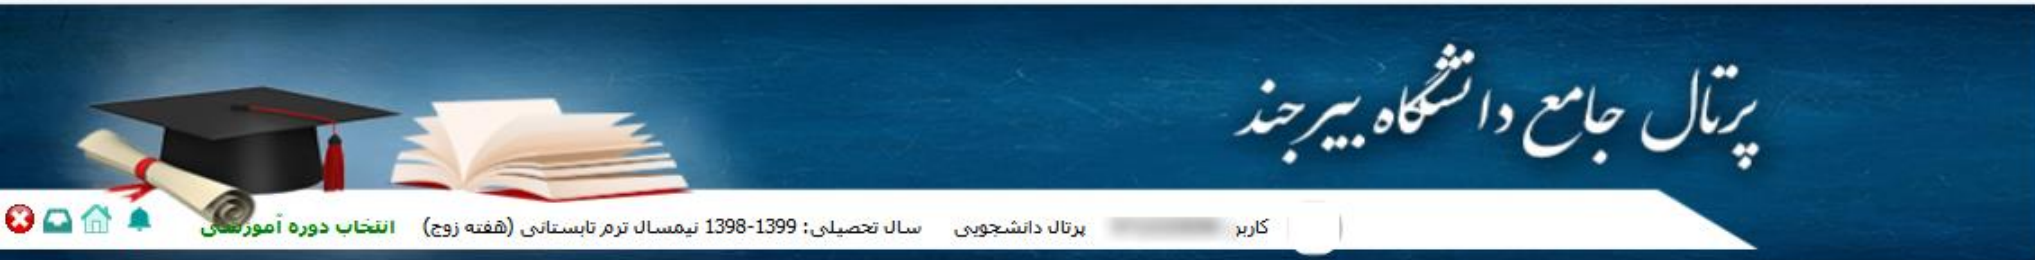 پرتال جامع دانشگاه بیرجند
کاربر پرتال دانشجویی سال تحصیلی: 1399-1398 نیمسال ترم تابستانی (هفته زوج) انتخاب دوره آموزشی